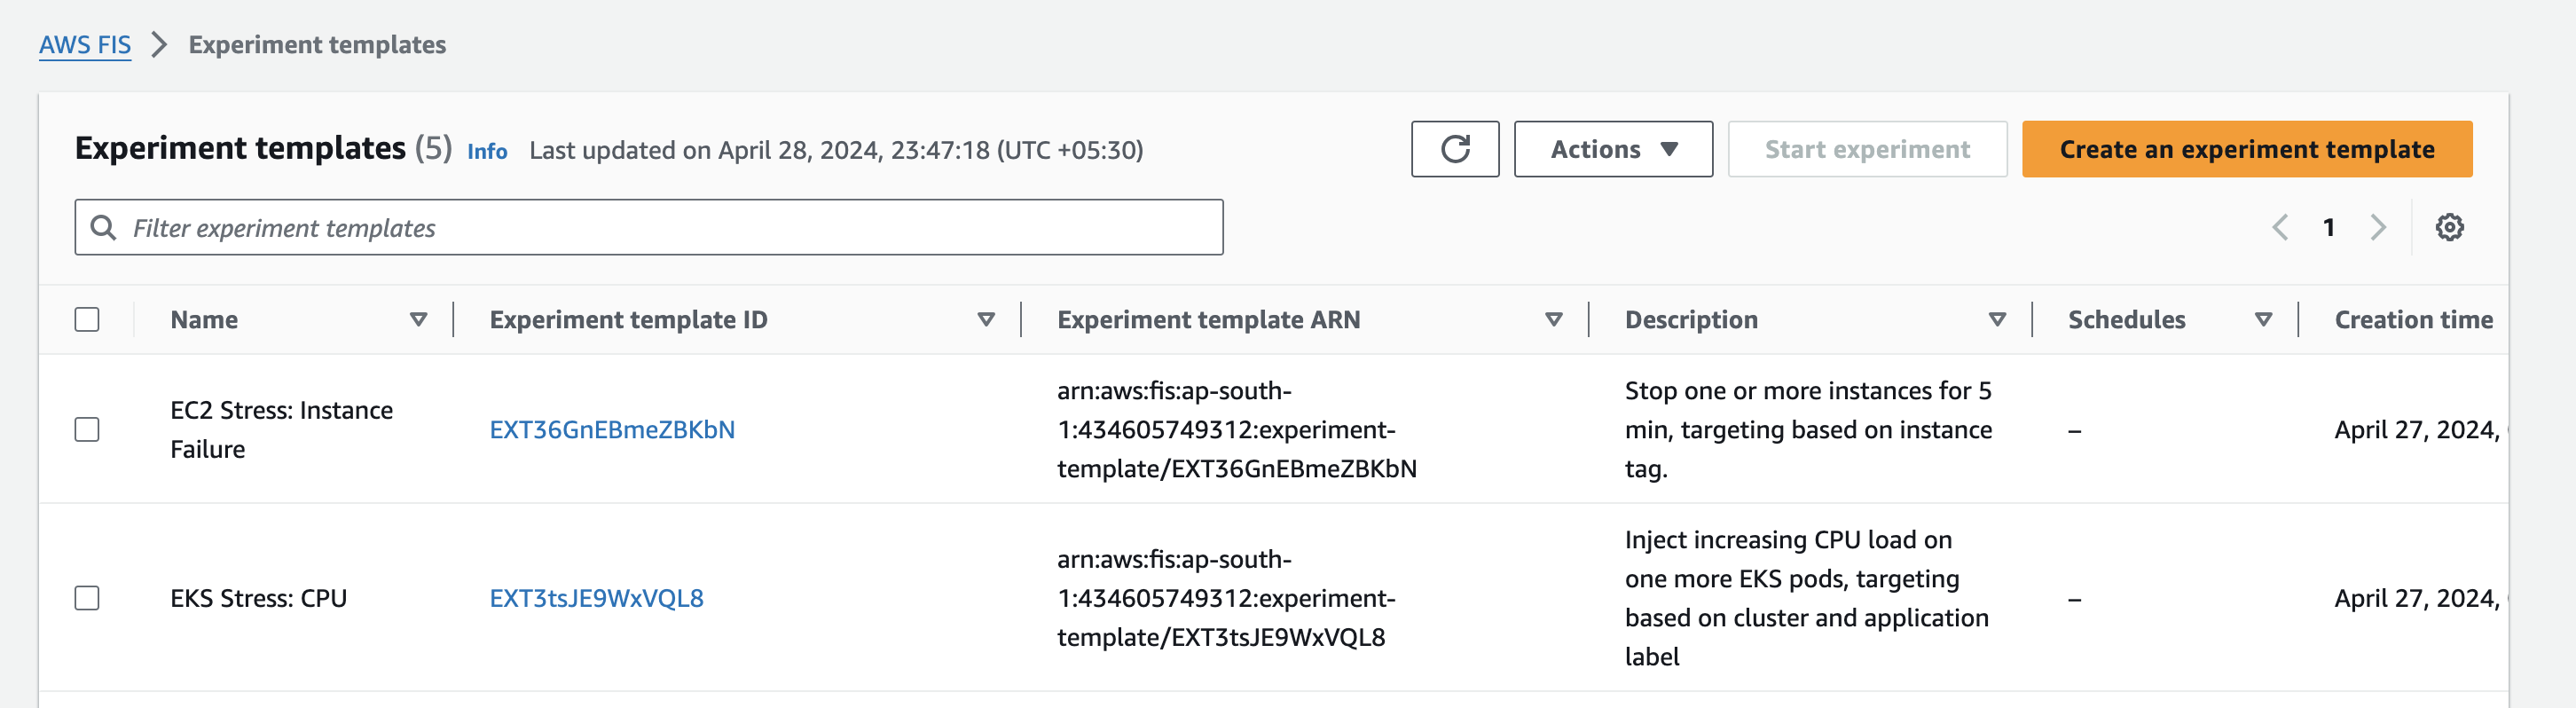 AWS FIS > Experiment templates
Experiment templates (5) Info Last updated on April 28, 2024, 23:47:18 (UTC +05:30)
Actions
Start experiment
Create an experiment template
Filter experiment templates
1
Name
Experiment template ID
Experiment template ARN
Description
Schedules
Creation time
EC2 Stress: Instance
Failure
EXT36GnEBmeZBKbN
arn:aws:fis:ap-south-
1:434605749312:experiment-
template/EXT36GnEBmeZBKbN
Stop one or more instances for 5
min, targeting based on instance
tag.
–
April 27, 2024,
EKS Stress: CPU
EXT3tsJE9WxVQL8
arn:aws:fis:ap-south-
1:434605749312:experiment-
template/EXT3tsJE9WxVQL8
Inject increasing CPU load on
one more EKS pods, targeting
based on cluster and application
label
–
April 27, 2024,